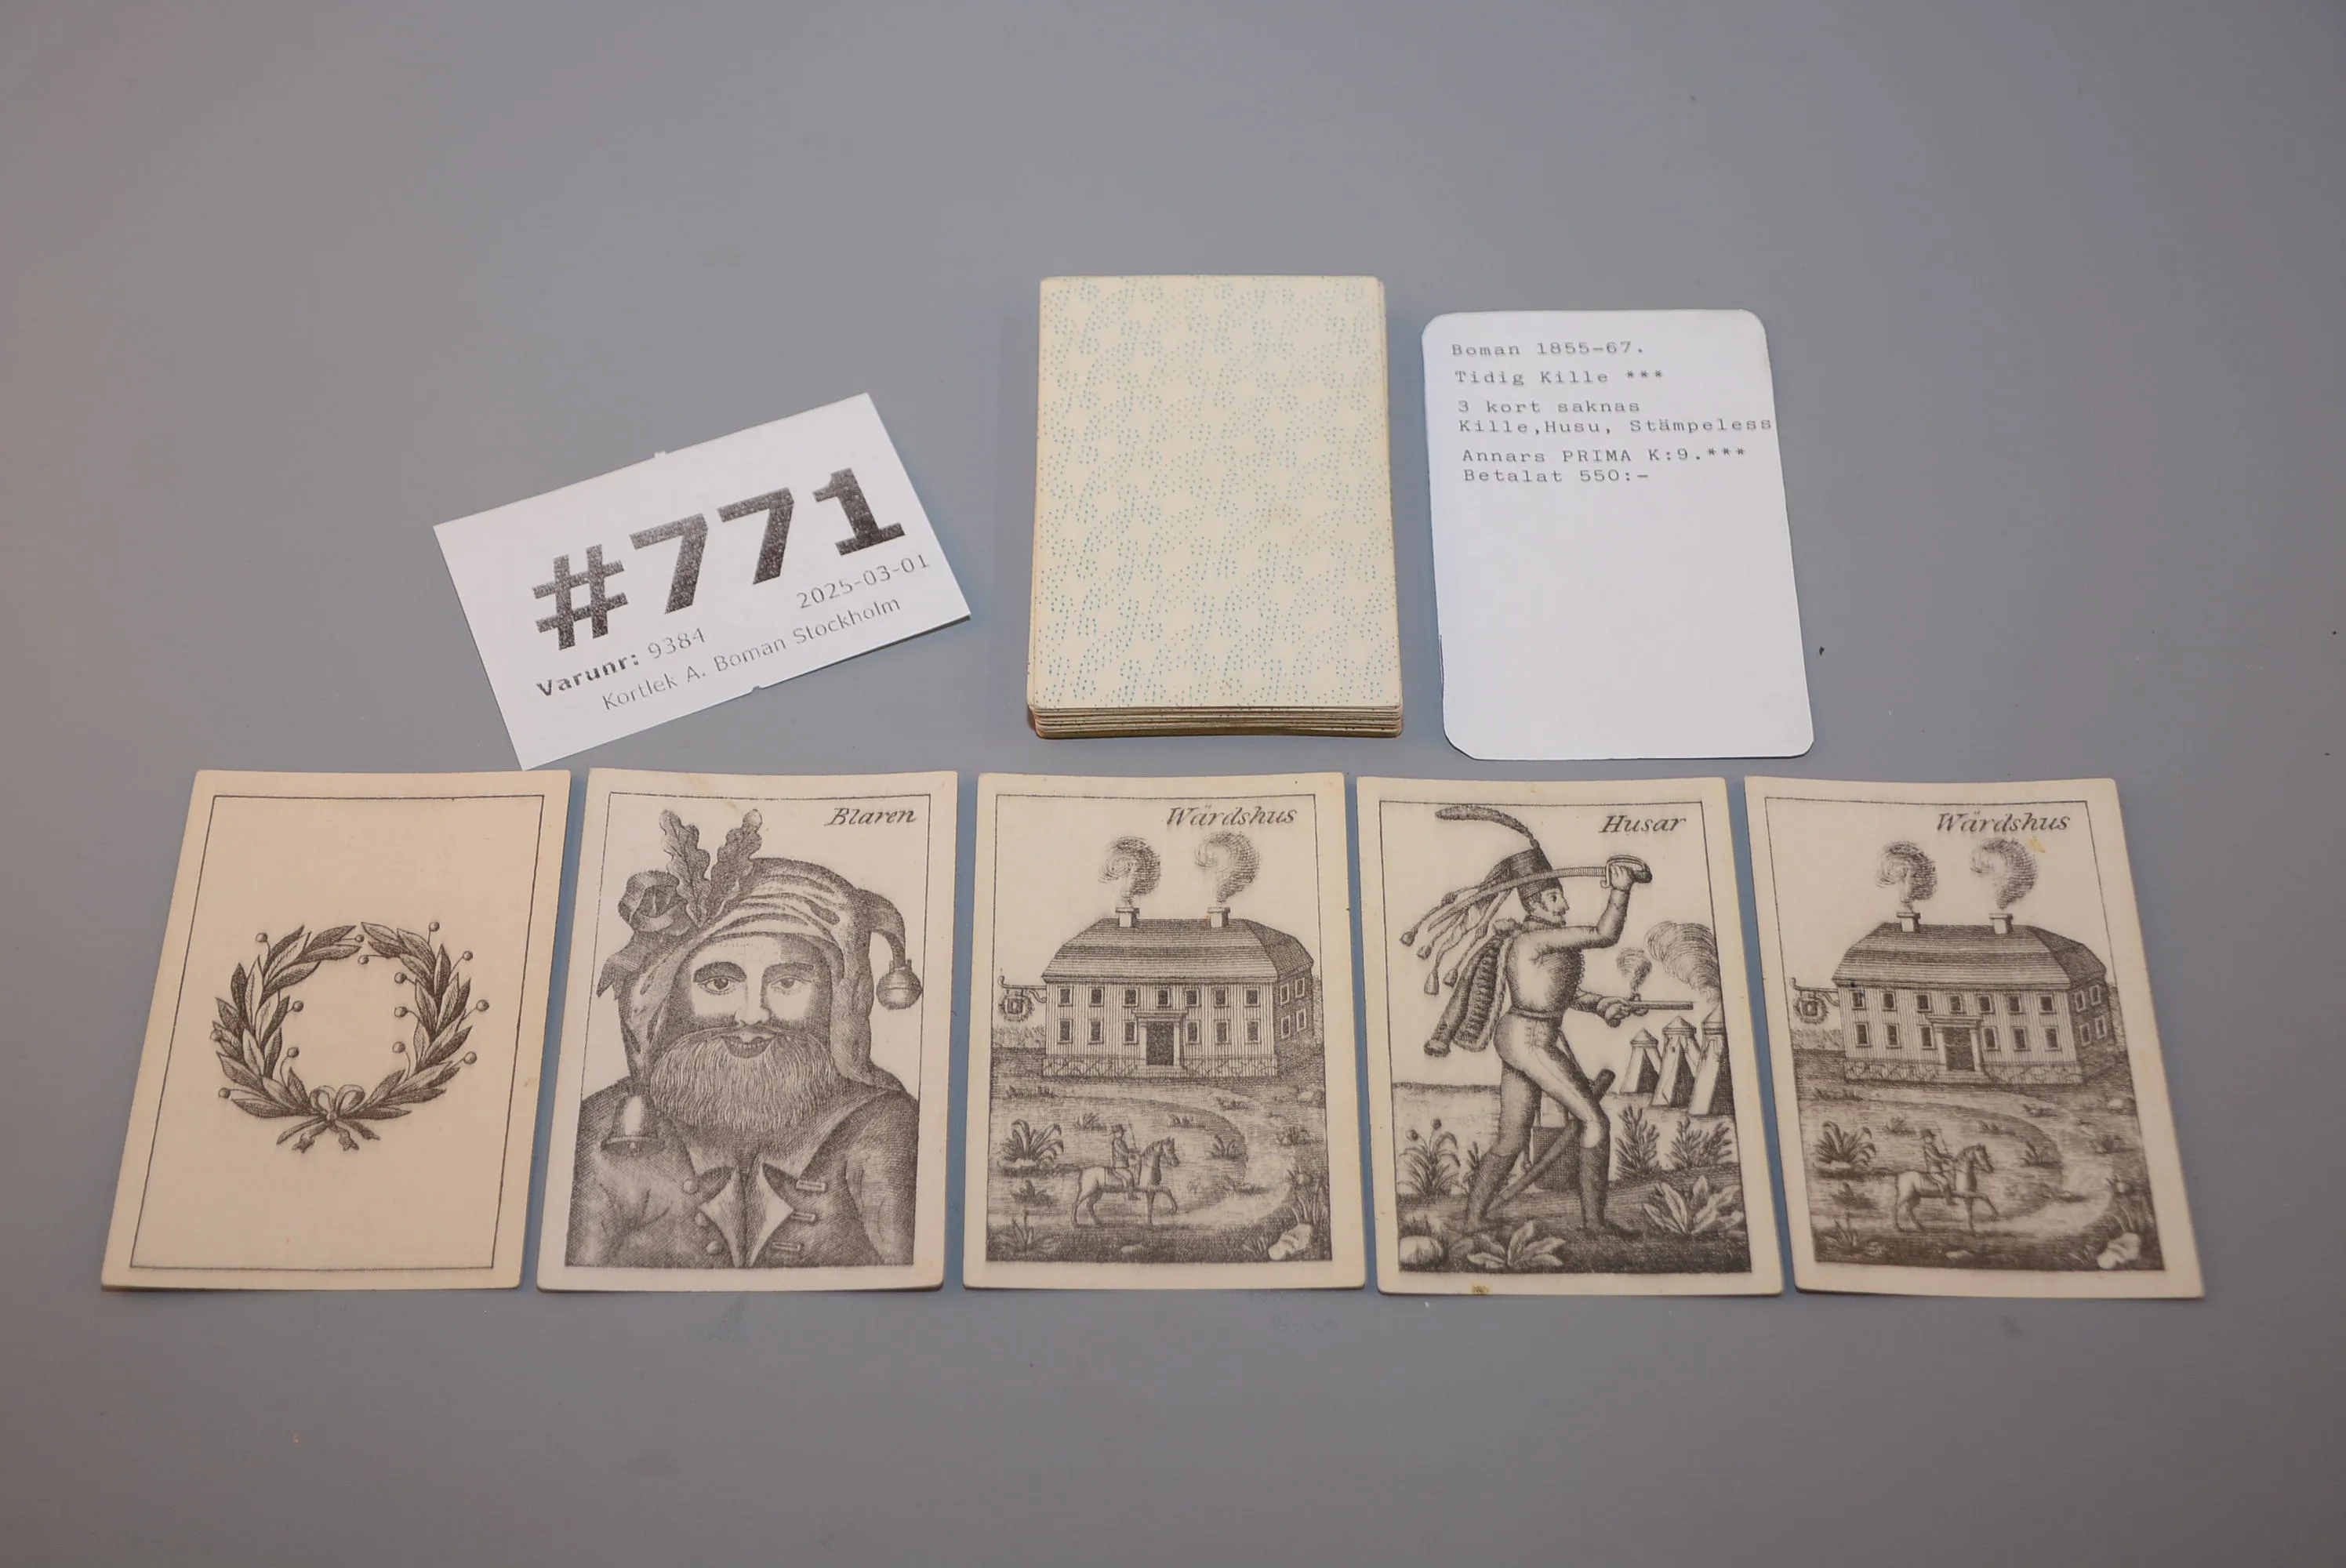 Boman 1855-67.
Tidig Kille ***
3 kort saknas
Kille,Husu, Stämpeless
Annars PRIMA K:9.***
Betalat 550:-
#771
2025-03-01
Varunr: 9384
Kortlek A. Boman Stockholm
Blaren
Wärdshus
Husar
Wärdshus